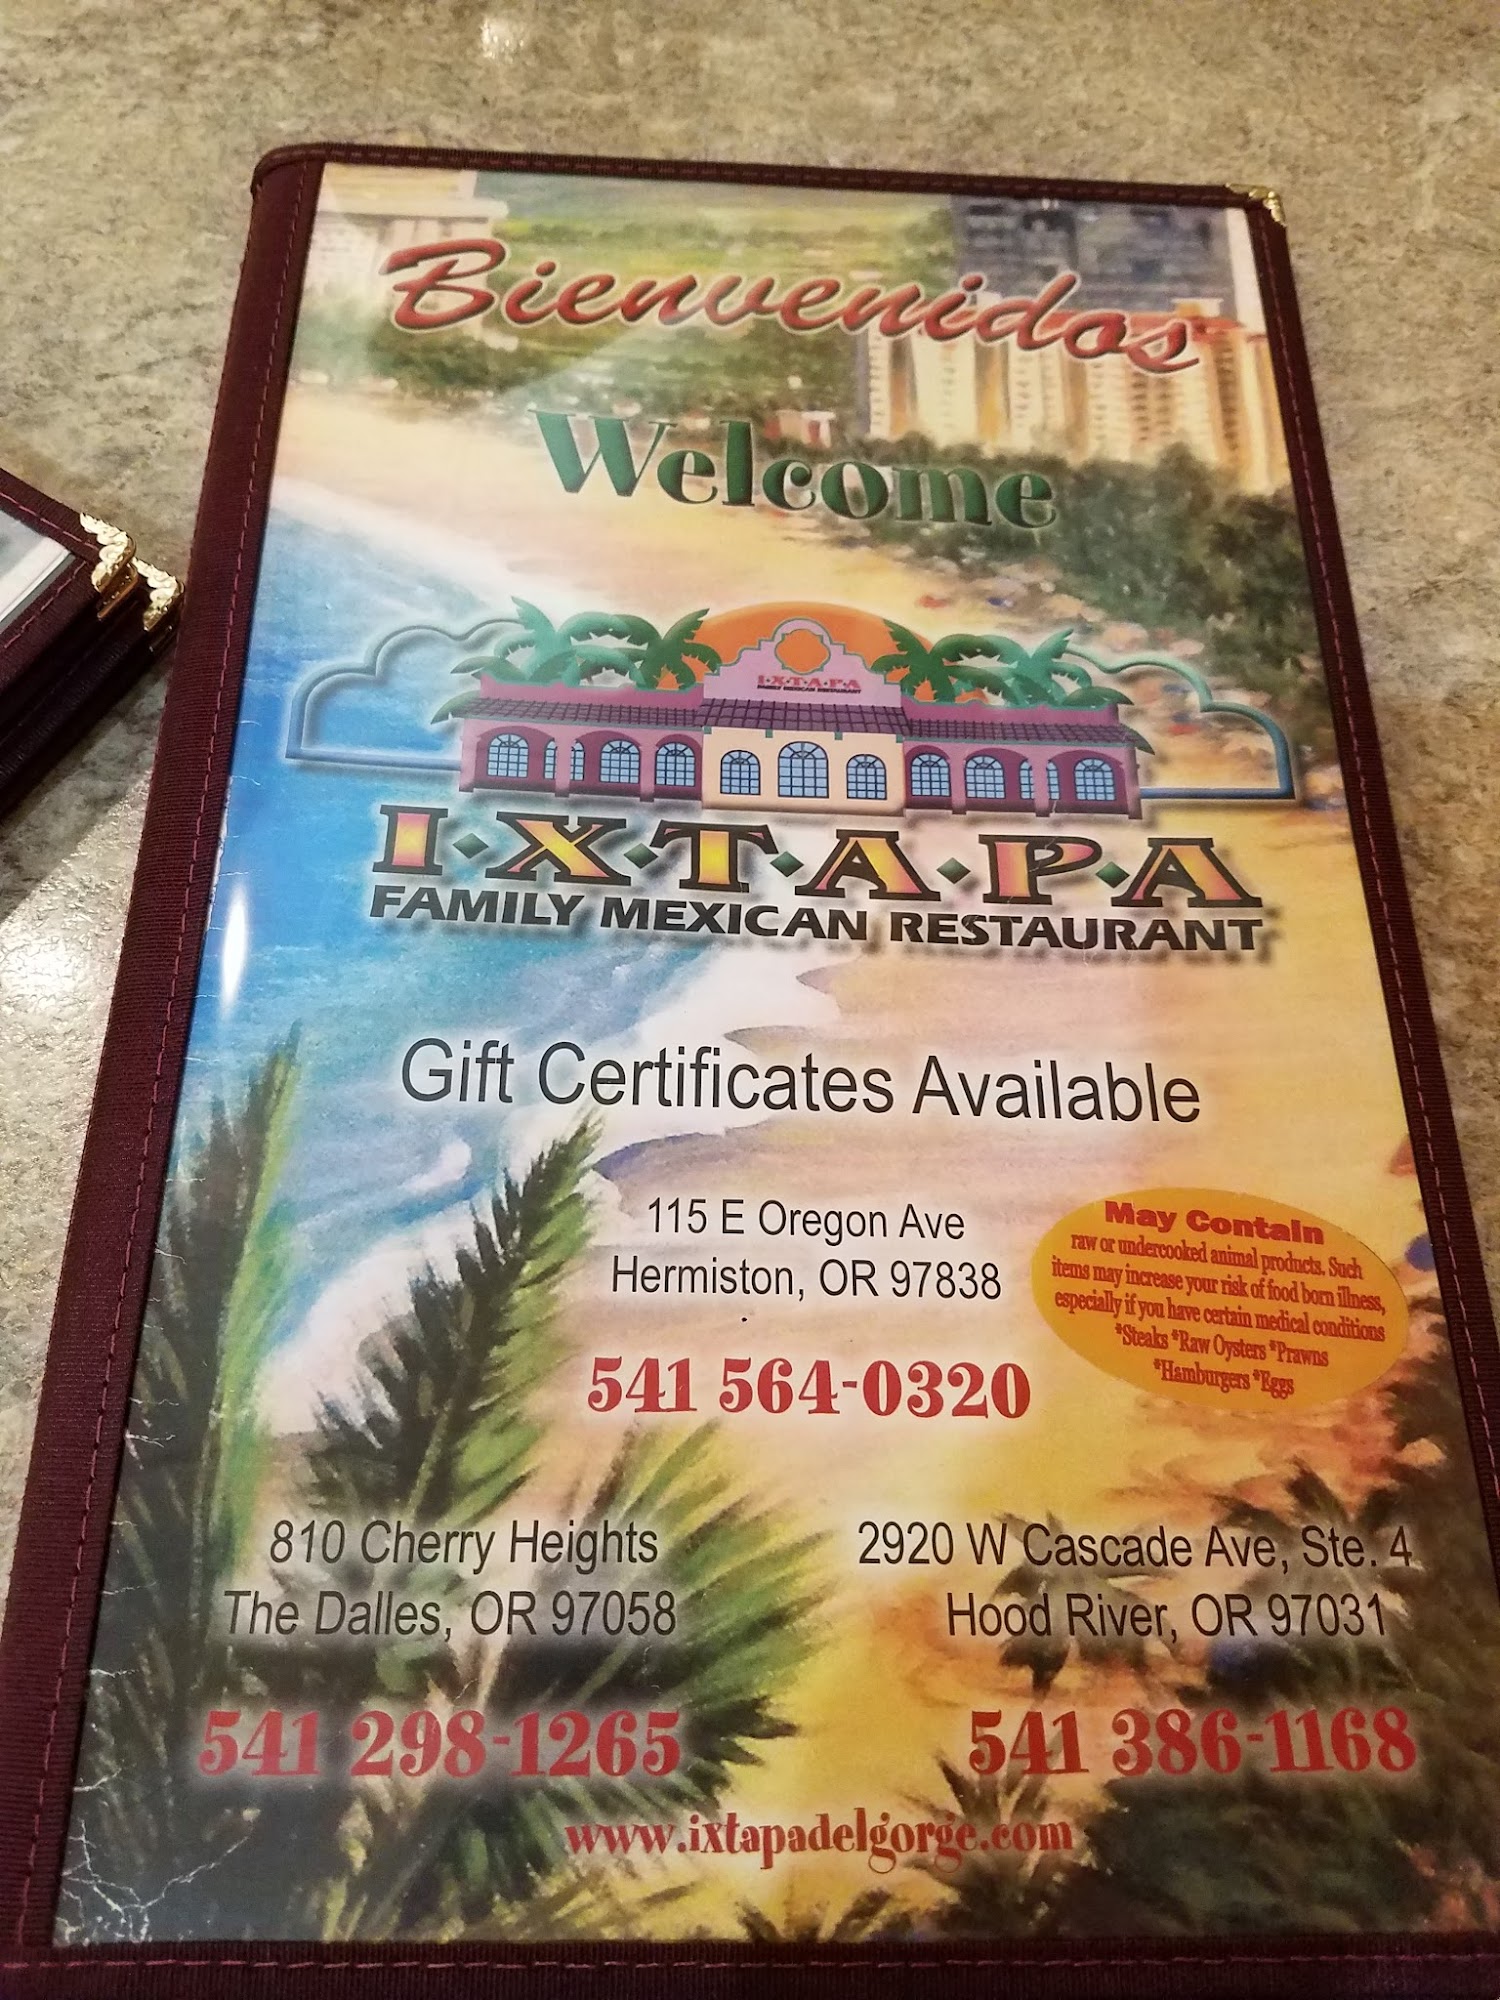 Bienvenidos
Welcome
I·X·T·A·P·A
FAMILY MEXICAN RESTAURANT
I·X·T·A·P·A
FAMILY MEXICAN RESTAURANT
Gift Certificates Available
115 E Oregon Ave
Hermiston, OR 97838
541 564-0320
May Contain
raw or undercooked animal products. Such
items may increase your risk of food born illness,
especially if you have certain medical conditions
*Steaks *Raw Oysters *Prawns
*Hamburgers *Eggs
810 Cherry Heights
The Dalles, OR 97058
541 298-1265
2920 W Cascade Ave, Ste. 4
Hood River, OR 97031
541 386-1168
www.ixtapadelgorge.com